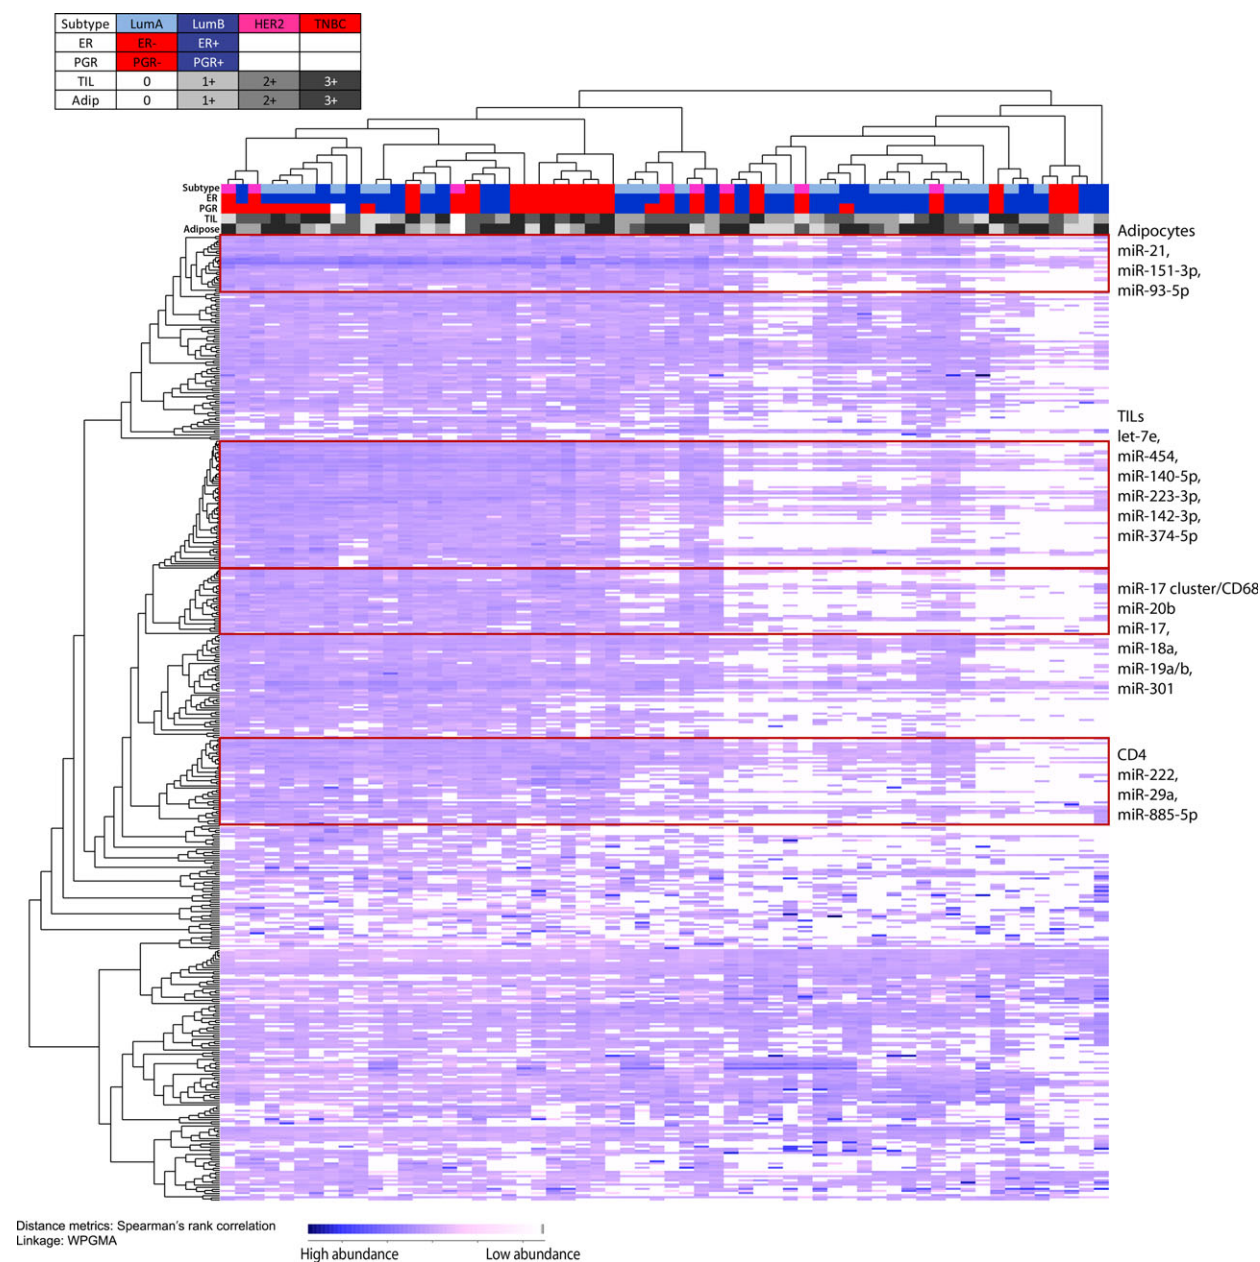 Subtype LumA LumB HER2 TNBC
ER ER- ER+
PGR PGR- PGR+
TIL 0 1+ 2+ 3+
Adip 0 1+ 2+ 3+
Subtype
ER
PGR
TIL
Adipose
Adipocytes
miR-21,
miR-151-3p,
miR-93-5p
TILs
let-7e,
miR-454,
miR-140-5p,
miR-223-3p,
miR-142-3p,
miR-374-5p
miR-17 cluster/CD68
miR-20b
miR-17,
miR-18a,
miR-19a/b,
miR-301
CD4
miR-222,
miR-29a,
miR-885-5p
Distance metrics: Spearman's rank correlation
Linkage: WPGMA
High abundance Low abundance